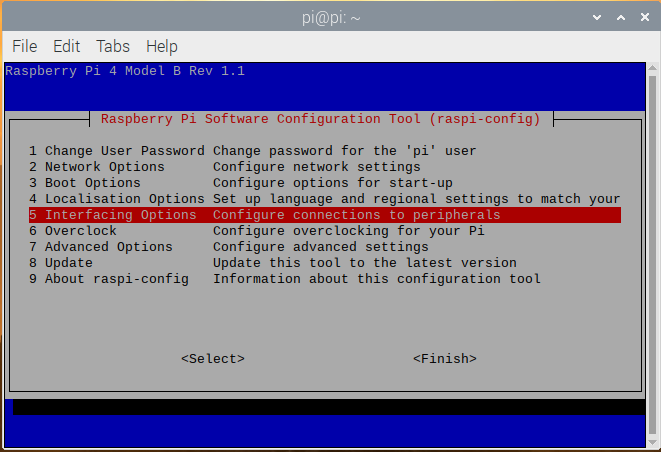 pi@pi: ~
File Edit Tabs Help
Raspberry Pi 4 Model B Rev 1.1
Raspberry Pi Software Configuration Tool (raspi-config)
1 Change User Password Change password for the 'pi' user
2 Network Options Configure network settings
3 Boot Options Configure options for start-up
4 Localisation Options Set up language and regional settings to match your
5 Interfacing Options Configure connections to peripherals
6 Overclock Configure overclocking for your Pi
7 Advanced Options Configure advanced settings
8 Update Update this tool to the latest version
9 About raspi-config Information about this configuration tool
<Select> <Finish>